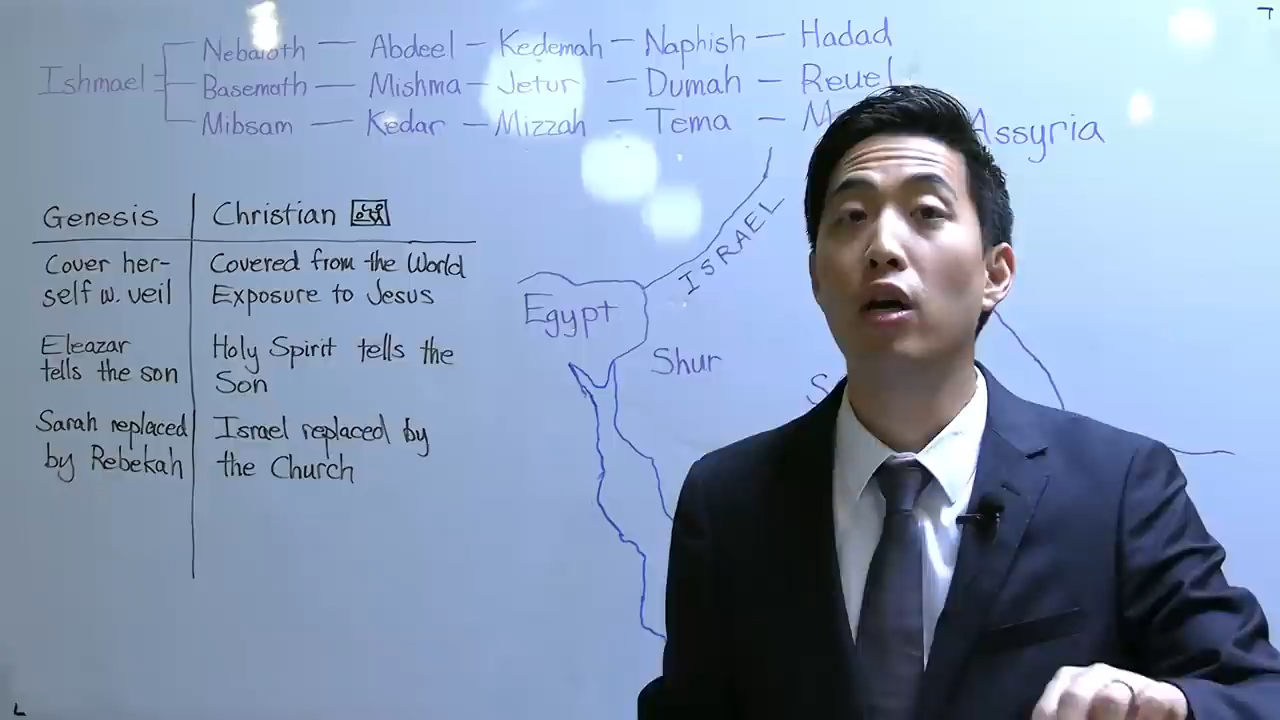 Nebaioth — Abdeel — Kedemah — Naphish — Hadad
Ishmael Basemath — Mishma — Jetur — Dumah — Reuel
Mibsam — Kedar — Mizzah — Tema —
Assyria
ISRAEL
Egypt
Shur
Genesis Christian
Cover her- Covered from the World
self w. veil Exposure to Jesus
Eleazar Holy Spirit tells the
tells the son Son
Sarah replaced Israel replaced by
by Rebekah the Church